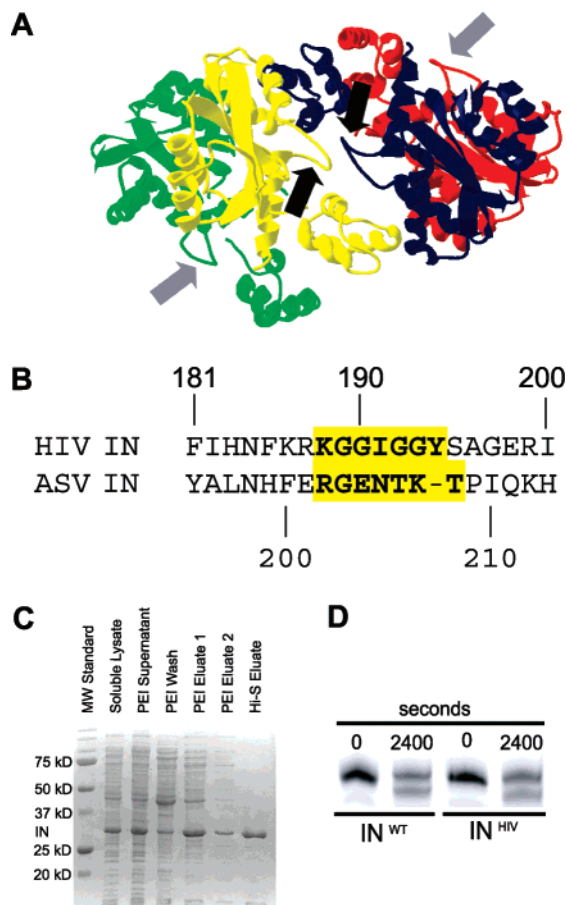 A
B
181 190 200
HIV IN FIHNFKRKGGIGGYSAGERI
ASV IN YALNHFERGENTK-TPIQKH
200 210
C
MW Standard
Soluble Lysate
PEI Supernatant
PEI Wash
PEI Eluate 1
PEI Eluate 2
Hi-S Eluate
75 kD
50 kD
37 kD
IN
25 kD
20 kD
D
seconds
0 2400 0 2400
IN WT IN HIV